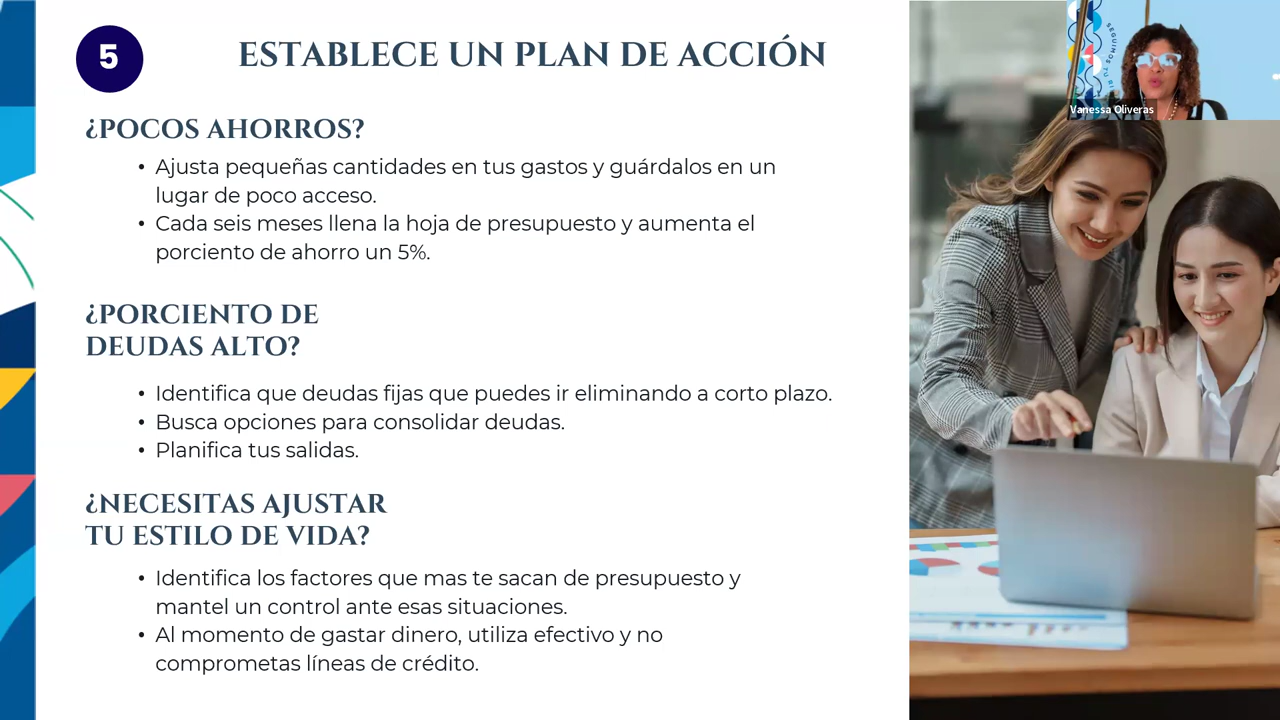 5
ESTABLECE UN PLAN DE ACCIÓN
¿POCOS AHORROS?
• Ajusta pequeñas cantidades en tus gastos y guárdalos en un
lugar de poco acceso.
• Cada seis meses llena la hoja de presupuesto y aumenta el
porciento de ahorro un 5%.
¿PORCIENTO DE
DEUDAS ALTO?
• Identifica que deudas fijas que puedes ir eliminando a corto plazo.
• Busca opciones para consolidar deudas.
• Planifica tus salidas.
¿NECESITAS AJUSTAR
TU ESTILO DE VIDA?
• Identifica los factores que mas te sacan de presupuesto y
mantel un control ante esas situaciones.
• Al momento de gastar dinero, utiliza efectivo y no
comprometas líneas de crédito.
SEGUIMOS TU
Vanessa Oliveras